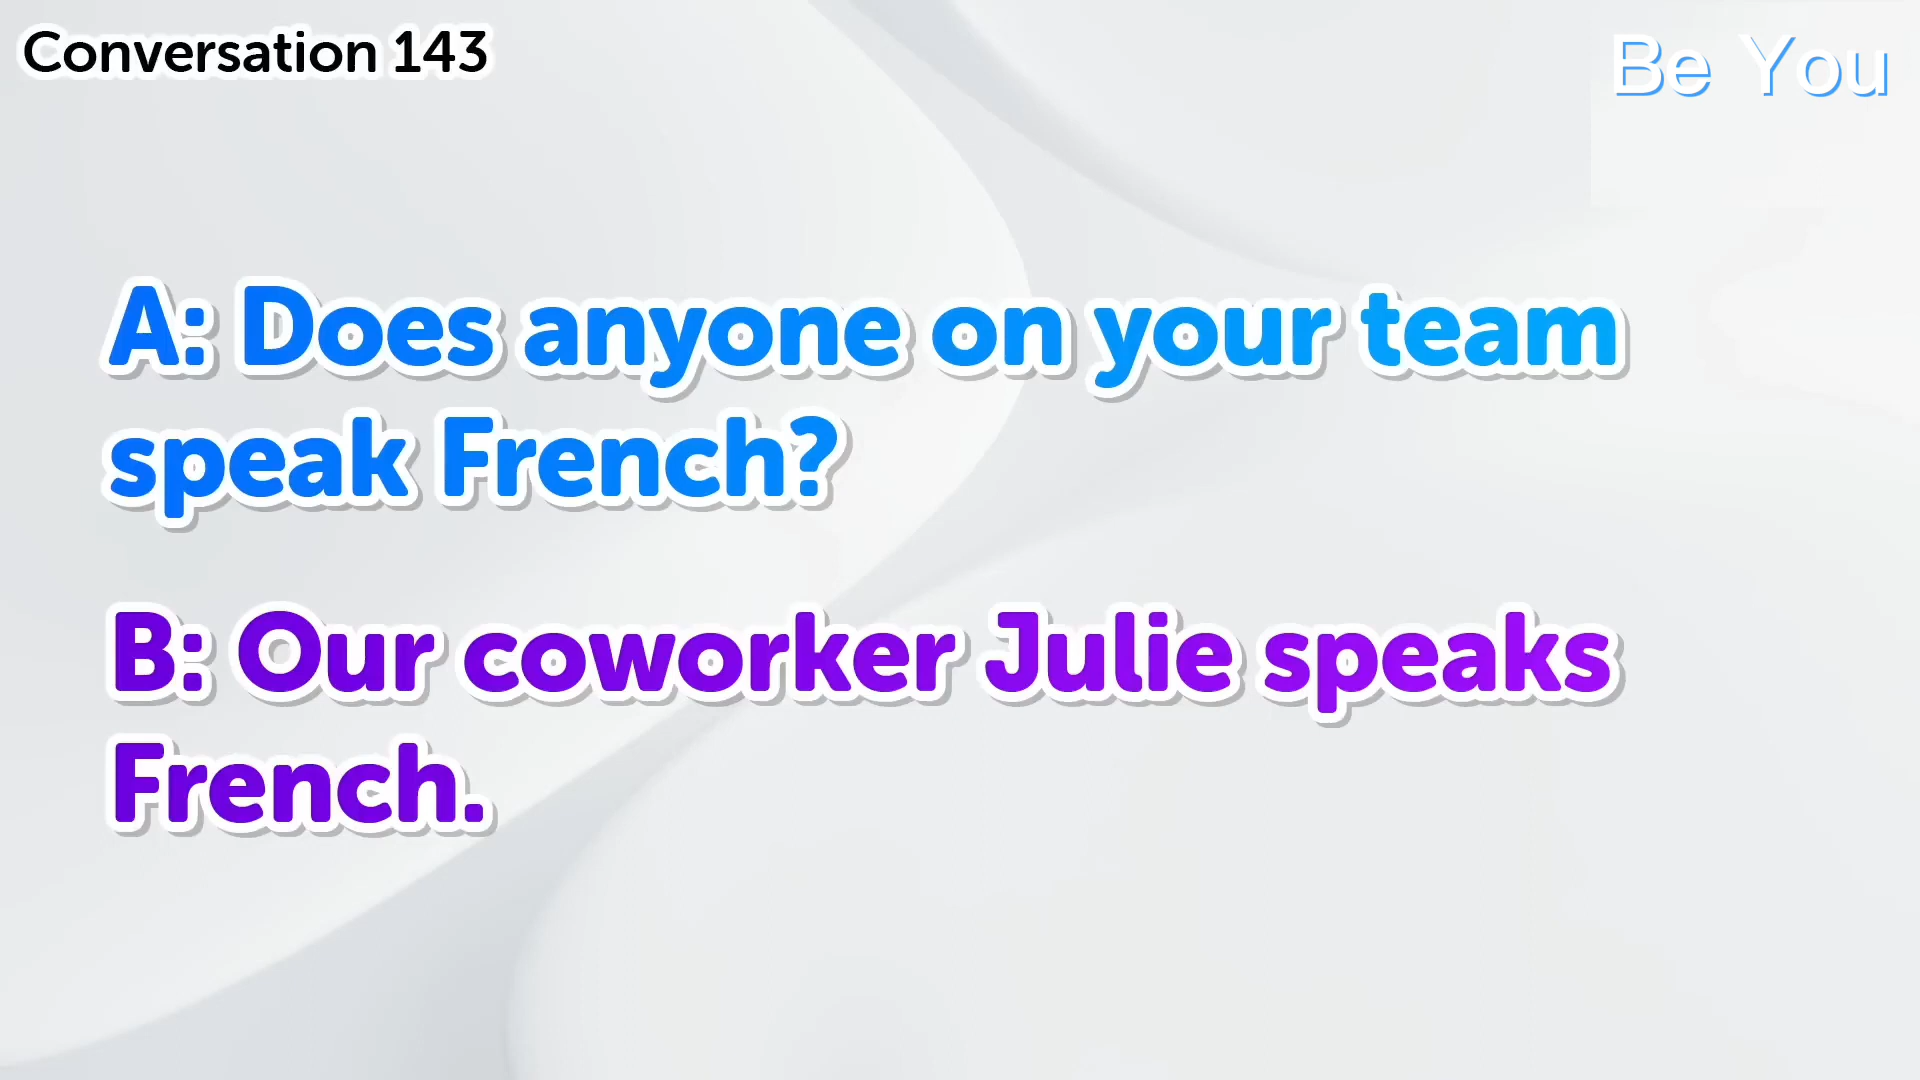 Conversation 143
Be You
A: Does anyone on your team
speak French?
B: Our coworker Julie speaks
French.